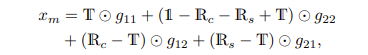 x_m = 𝕋 ⊙ g_{11} + (𝟙 − ℝ_c − ℝ_s + 𝕋) ⊙ g_{22}
+ (ℝ_c − 𝕋) ⊙ g_{12} + (ℝ_s − 𝕋) ⊙ g_{21},